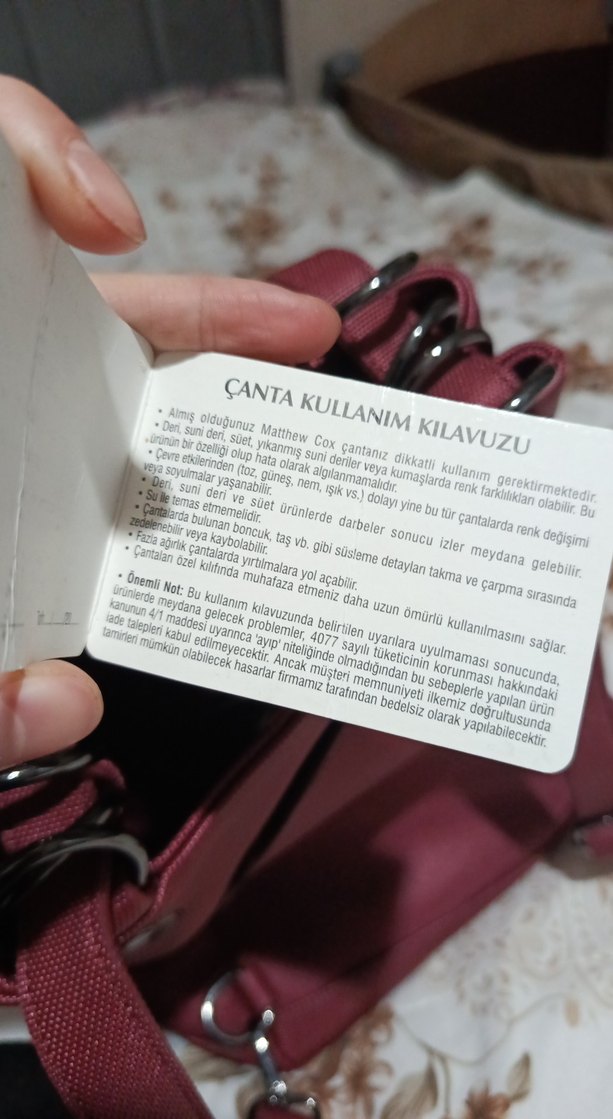 ÇANTA KULLANIM KILAVUZU
• Almış olduğunuz Matthew Cox çantanız dikkatli kullanım gerektirmektedir.
• Deri, suni deri, süet, yıkanmış suni deriler veya kumaşlarda renk farklılıkları olabilir. Bu
ürünün bir özelliği olup hata olarak algılanmamalıdır.
• Çevre etkilerinden (toz, güneş, nem, ışık vs.) dolayı yine bu tür çantalarda renk değişimi
veya soyulmalar yaşanabilir.
• Deri, suni deri ve süet ürünlerde darbeler sonucu izler meydana gelebilir.
• Su ile temas etmemelidir.
• Çantalarda bulunan boncuk, taş vb. gibi süsleme detayları takma ve çarpma sırasında
zedelenebilir veya kaybolabilir.
• Fazla ağırlık çantalarda yırtılmalara yol açabilir.
• Çantaları özel kılıfında muhafaza etmeniz daha uzun ömürlü kullanılmasını sağlar.
• Önemli Not: Bu kullanım kılavuzunda belirtilen uyarılara uyulmaması sonucunda,
ürünlerde meydana gelecek problemler, 4077 sayılı tüketicinin korunması hakkındaki
kanunun 4/1 maddesi uyarınca 'ayıp' niteliğinde olmadığından bu sebeplerle yapılan ürün
iade talepleri kabul edilmeyecektir. Ancak müşteri memnuniyeti ilkemiz doğrultusunda
tamirleri mümkün olabilecek hasarlar firmamız tarafından bedelsiz olarak yapılabilecektir.